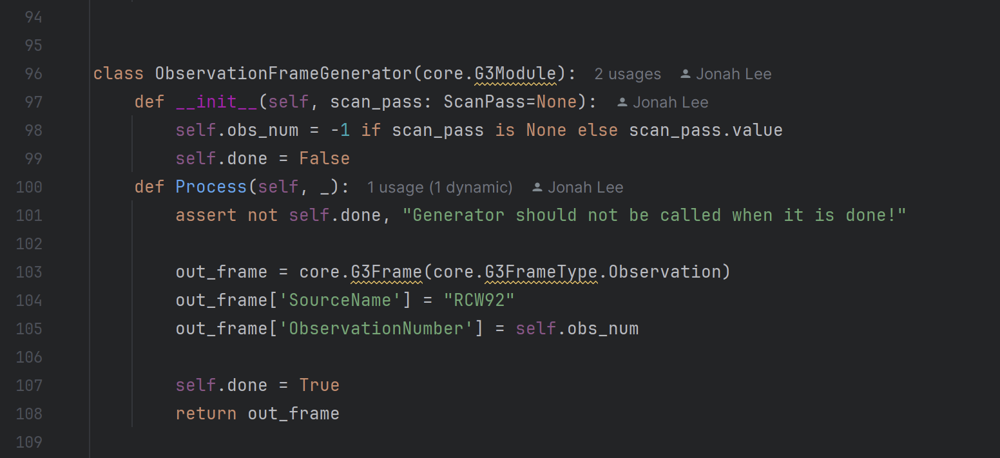 94
95
96 class ObservationFrameGenerator(core.G3Module): 2 usages Jonah Lee
97     def __init__(self, scan_pass: ScanPass=None): Jonah Lee
98         self.obs_num = -1 if scan_pass is None else scan_pass.value
99         self.done = False
100     def Process(self, _): 1 usage (1 dynamic) Jonah Lee
101         assert not self.done, "Generator should not be called when it is done!"
102
103         out_frame = core.G3Frame(core.G3FrameType.Observation)
104         out_frame['SourceName'] = "RCW92"
105         out_frame['ObservationNumber'] = self.obs_num
106
107         self.done = True
108         return out_frame
109